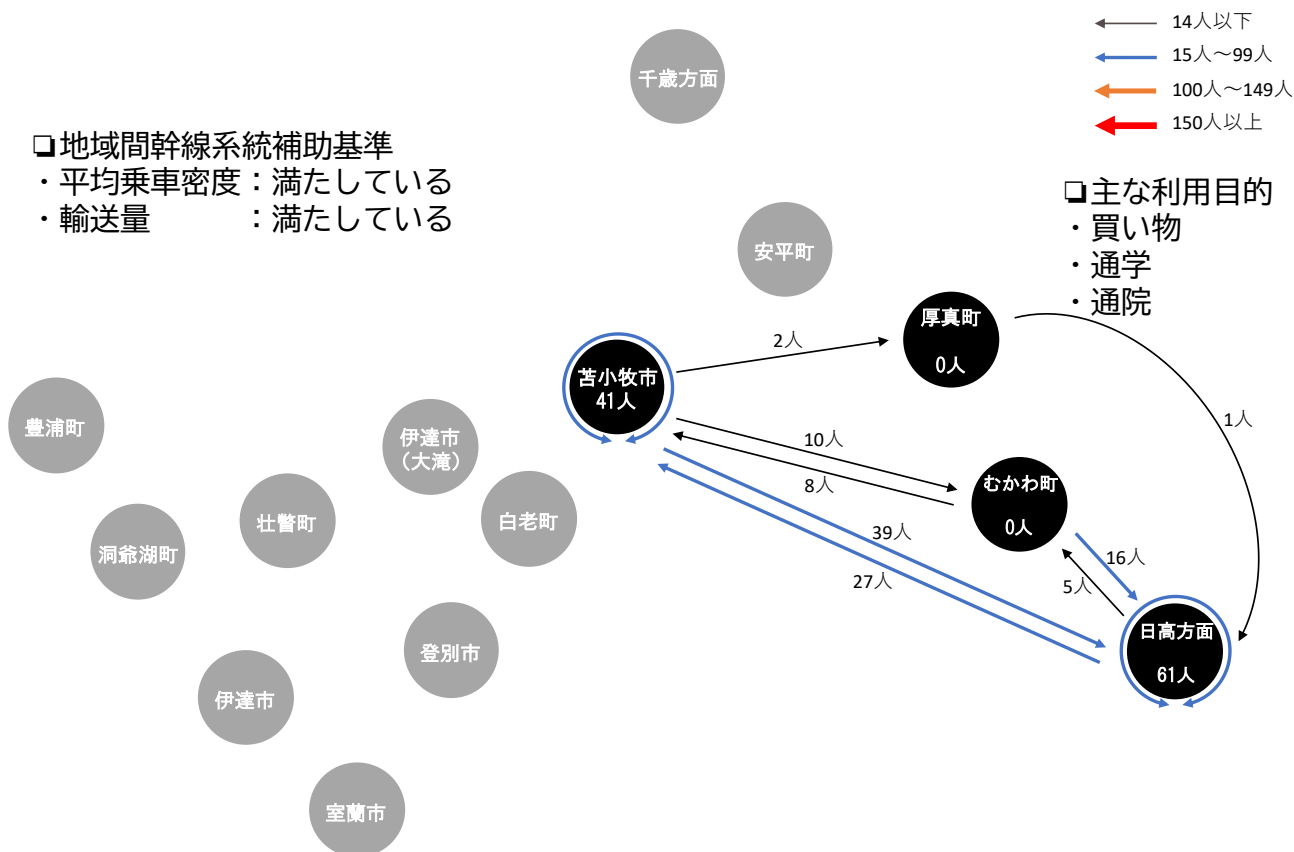 14人以下
15人～99人
100人～149人
150人以上
千歳方面
❑地域間幹線系統補助基準
・平均乗車密度：満たしている
・輸送量　　　：満たしている
❑主な利用目的
・買い物
・通学
・通院
安平町
厚真町
0人
2人
苫小牧市
41人
1人
豊浦町
伊達市
（大滝）
10人
8人
むかわ町
0人
壮瞥町
白老町
洞爺湖町
39人
27人
16人
5人
日高方面
61人
登別市
伊達市
室蘭市